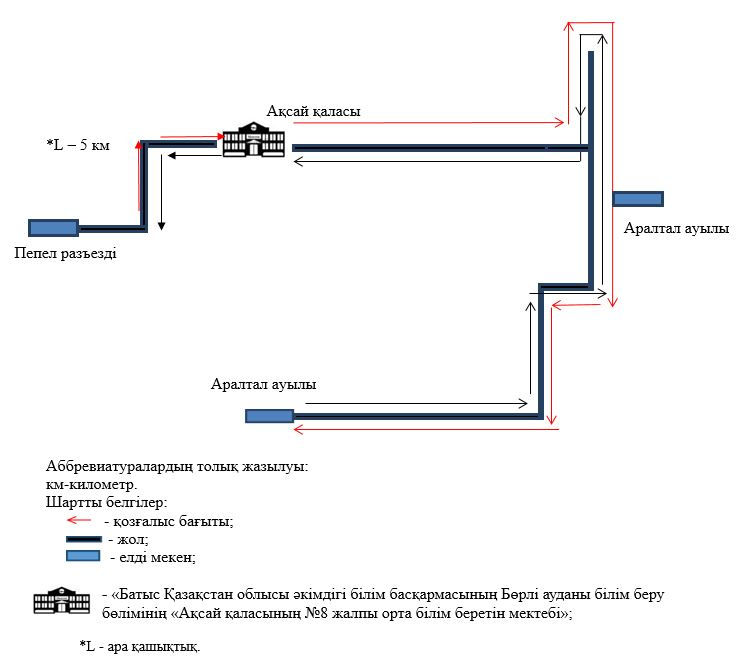 Ақсай қаласы
*L – 5 км
Аралтал ауылы
Пепел разъезді
Аралтал ауылы
Аббревиатуралардың толық жазылуы:
км-километр.
Шартты белгілер:
- қозғалыс бағыты;
- жол;
- елді мекен;
- «Батыс Қазақстан облысы әкімдігі білім басқармасының Бөрлі ауданы білім беру
бөлімінің «Ақсай қаласының №8 жалпы орта білім беретін мектебі»;
*L - ара қашықтық.